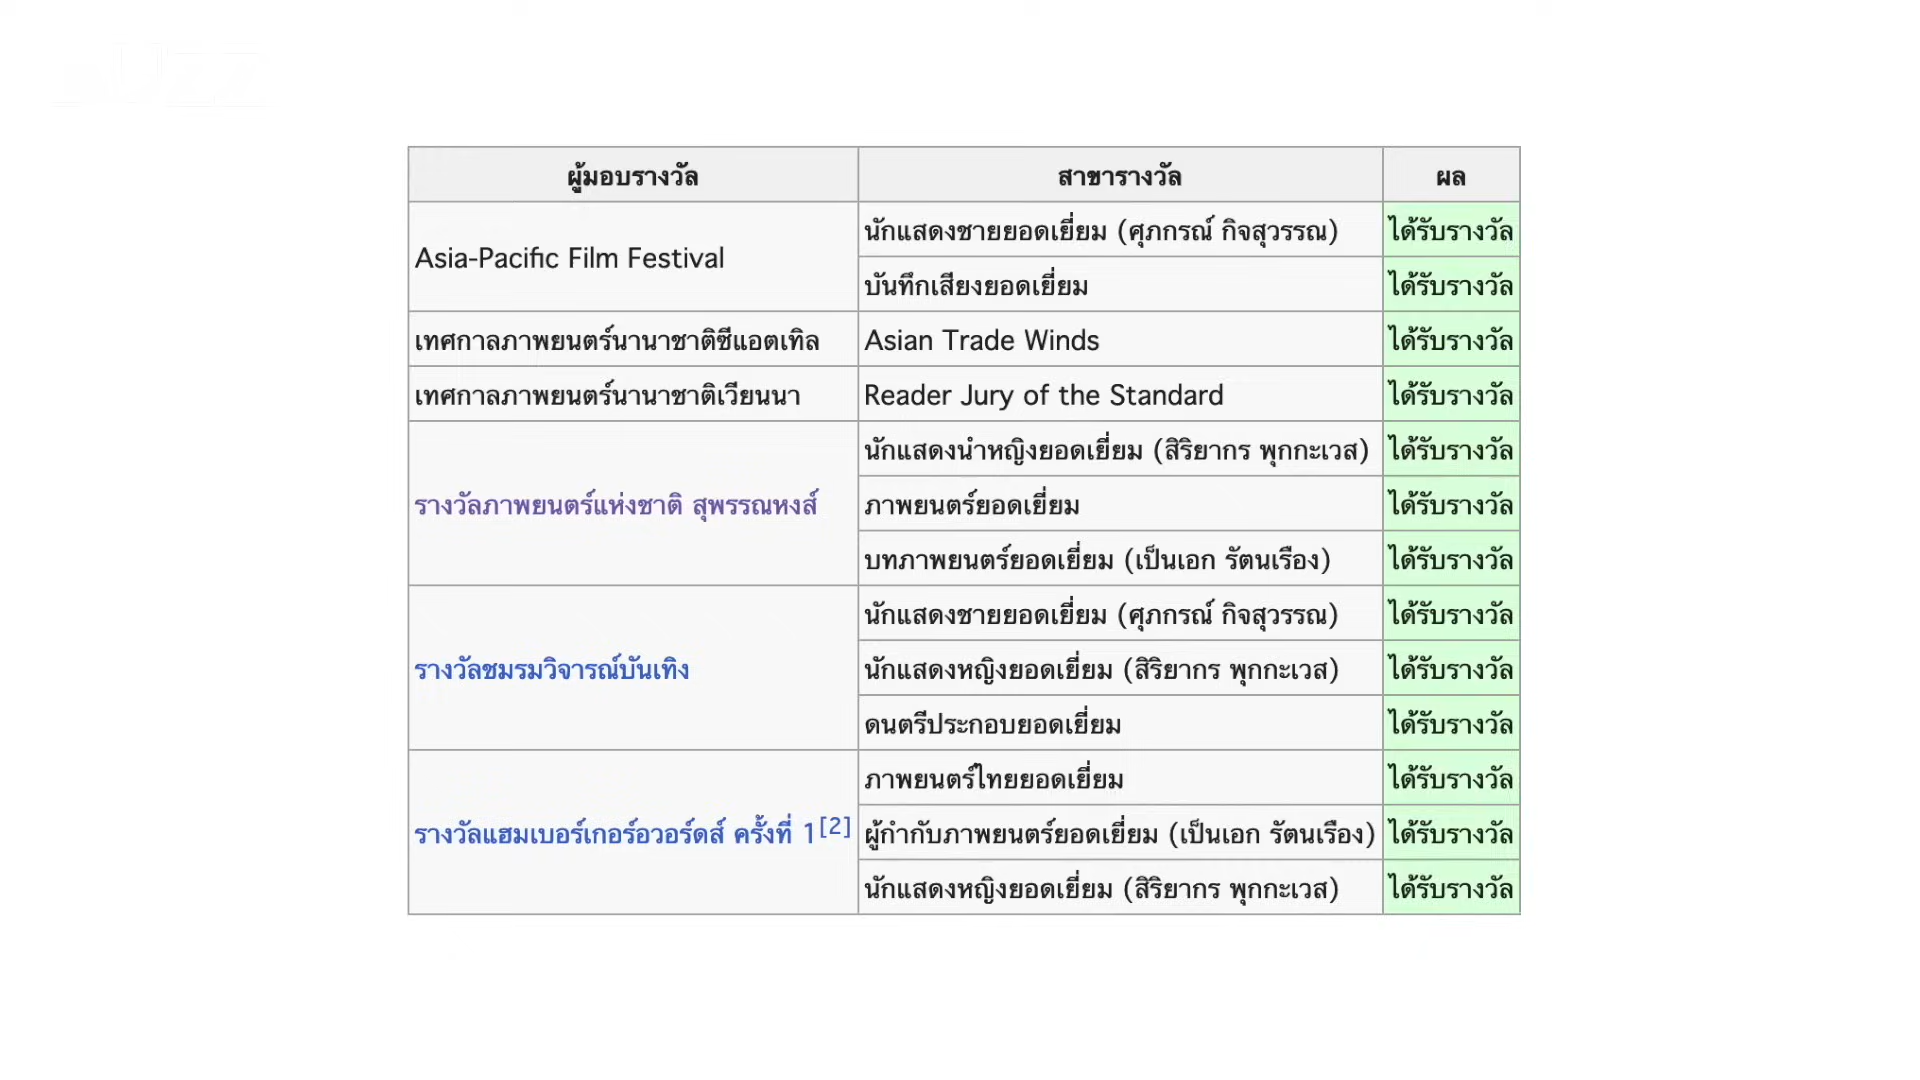 ผู้มอบรางวัล สาขารางวัล ผล
Asia-Pacific Film Festival นักแสดงชายยอดเยี่ยม (ศุภกรณ์ กิจสุวรรณ) ได้รับรางวัล
บันทึกเสียงยอดเยี่ยม ได้รับรางวัล
เทศกาลภาพยนตร์นานาชาติซีแอตเทิล Asian Trade Winds ได้รับรางวัล
เทศกาลภาพยนตร์นานาชาติเวียนนา Reader Jury of the Standard ได้รับรางวัล
รางวัลภาพยนตร์แห่งชาติ สุพรรณหงส์ นักแสดงนำหญิงยอดเยี่ยม (สิริยากร พุกกะเวส) ได้รับรางวัล
ภาพยนตร์ยอดเยี่ยม ได้รับรางวัล
บทภาพยนตร์ยอดเยี่ยม (เป็นเอก รัตนเรือง) ได้รับรางวัล
รางวัลชมรมวิจารณ์บันเทิง นักแสดงชายยอดเยี่ยม (ศุภกรณ์ กิจสุวรรณ) ได้รับรางวัล
นักแสดงหญิงยอดเยี่ยม (สิริยากร พุกกะเวส) ได้รับรางวัล
ดนตรีประกอบยอดเยี่ยม ได้รับรางวัล
รางวัลแฮมเบอร์เกอร์อวอร์ดส์ ครั้งที่ 1[2] ภาพยนตร์ไทยยอดเยี่ยม ได้รับรางวัล
ผู้กำกับภาพยนตร์ยอดเยี่ยม (เป็นเอก รัตนเรือง) ได้รับรางวัล
นักแสดงหญิงยอดเยี่ยม (สิริยากร พุกกะเวส) ได้รับรางวัล